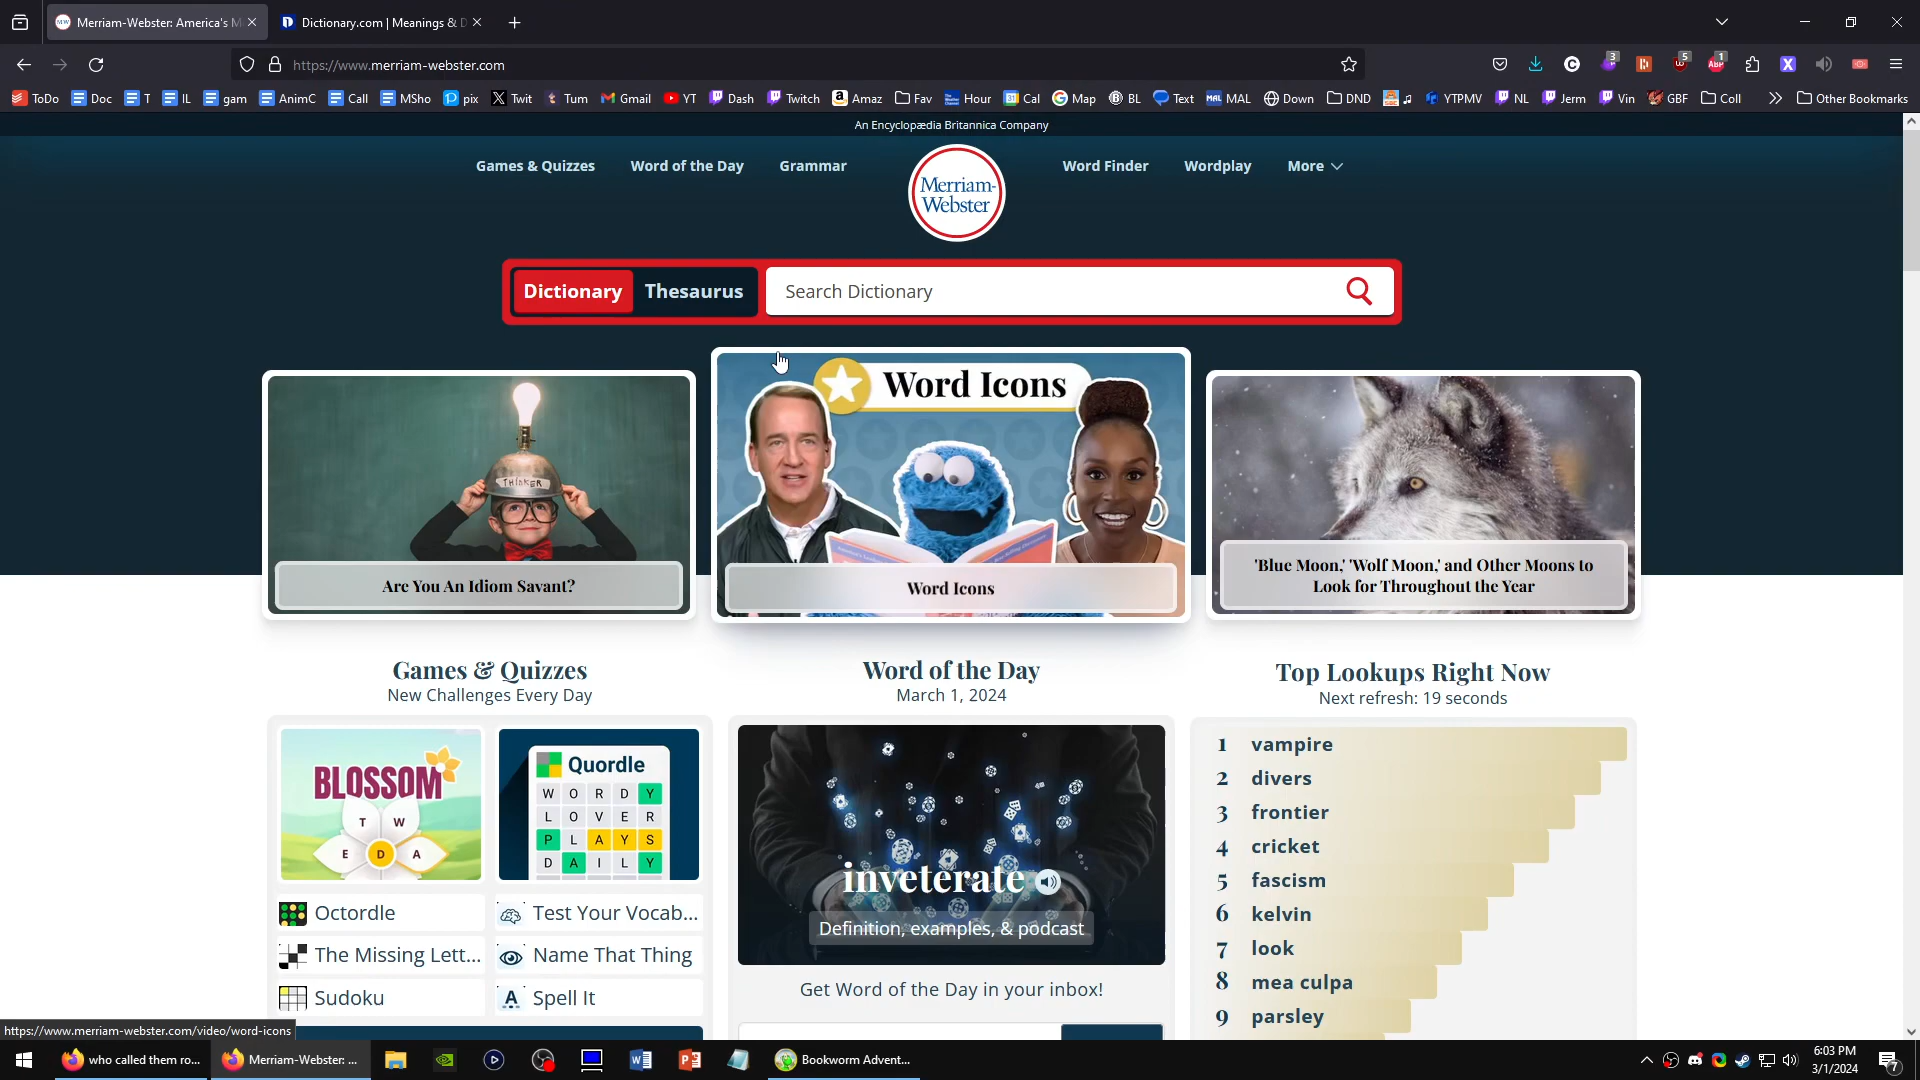 Merriam-Webster: America's M
Dictionary.com | Meanings & D
https://www.merriam-webster.com
3
5
1
ABP
ToDo
Doc
T
IL
gam
AnimC
Call
MSho
pix
Twit
Tum
Gmail
YT
Dash
Twitch
Amaz
Fav
Hour
Cal
Map
BL
Text
MAL
MAL
Down
DND
YTPMV
NL
Jerm
Vin
GBF
Coll
Other Bookmarks
An Encyclopædia Britannica Company
Games & Quizzes
Word of the Day
Grammar
Merriam-
Webster
Word Finder
Wordplay
More
Dictionary
Thesaurus
Search Dictionary
THINKER
Are You An Idiom Savant?
Word Icons
Word Icons
'Blue Moon,' 'Wolf Moon,' and Other Moons to
Look for Throughout the Year
Games & Quizzes
New Challenges Every Day
BLOSSOM
T W
E D A
Quordle
W O R D Y
L O V E R
P L A Y S
D A I L Y
Octordle
Test Your Vocab...
The Missing Lett...
Name That Thing
Sudoku
Spell It
Word of the Day
March 1, 2024
inveterate
Definition, examples, & podcast
Get Word of the Day in your inbox!
Top Lookups Right Now
Next refresh: 19 seconds
1 vampire
2 divers
3 frontier
4 cricket
5 fascism
6 kelvin
7 look
8 mea culpa
9 parsley
https://www.merriam-webster.com/video/word-icons
who called them ro...
Merriam-Webster: ...
Bookworm Advent...
6:03 PM
3/1/2024
7